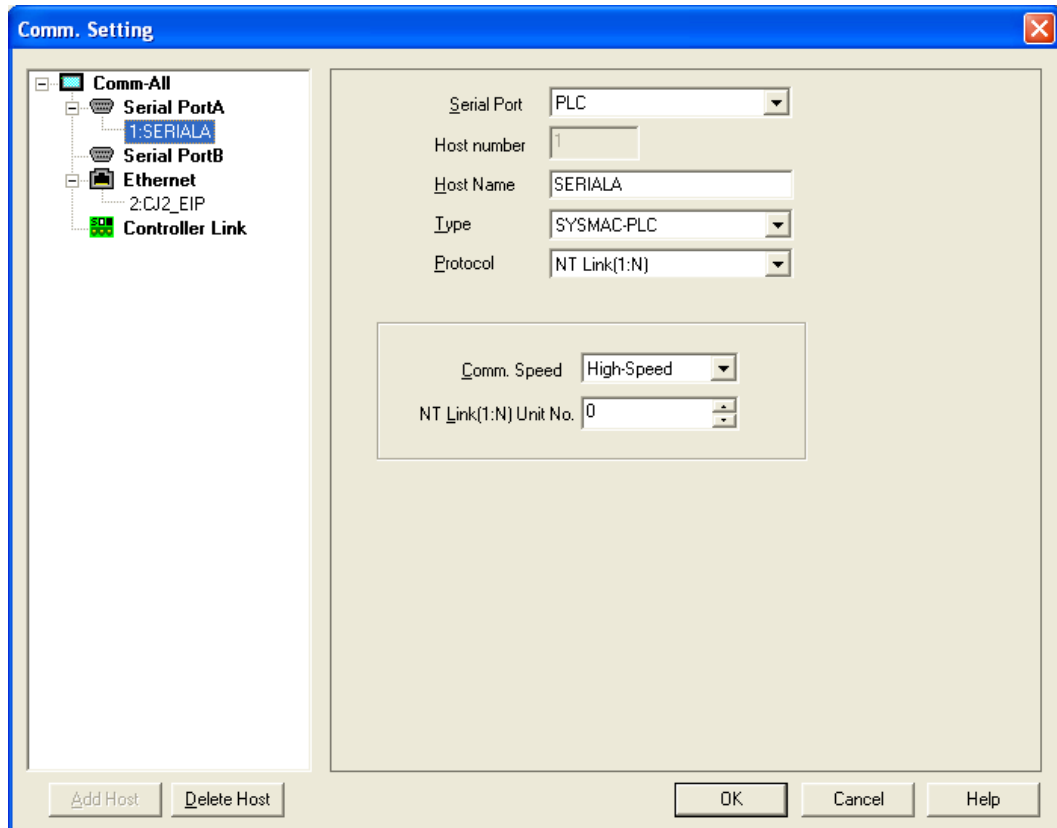 Comm. Setting
Comm-All
Serial PortA
1:SERIALA
Serial PortB
Ethernet
2:CJ2_EIP
Controller Link
Serial Port PLC
Host number 1
Host Name SERIALA
Type SYSMAC-PLC
Protocol NT Link(1:N)
Comm. Speed High-Speed
NT Link(1:N) Unit No. 0
Add Host Delete Host OK Cancel Help